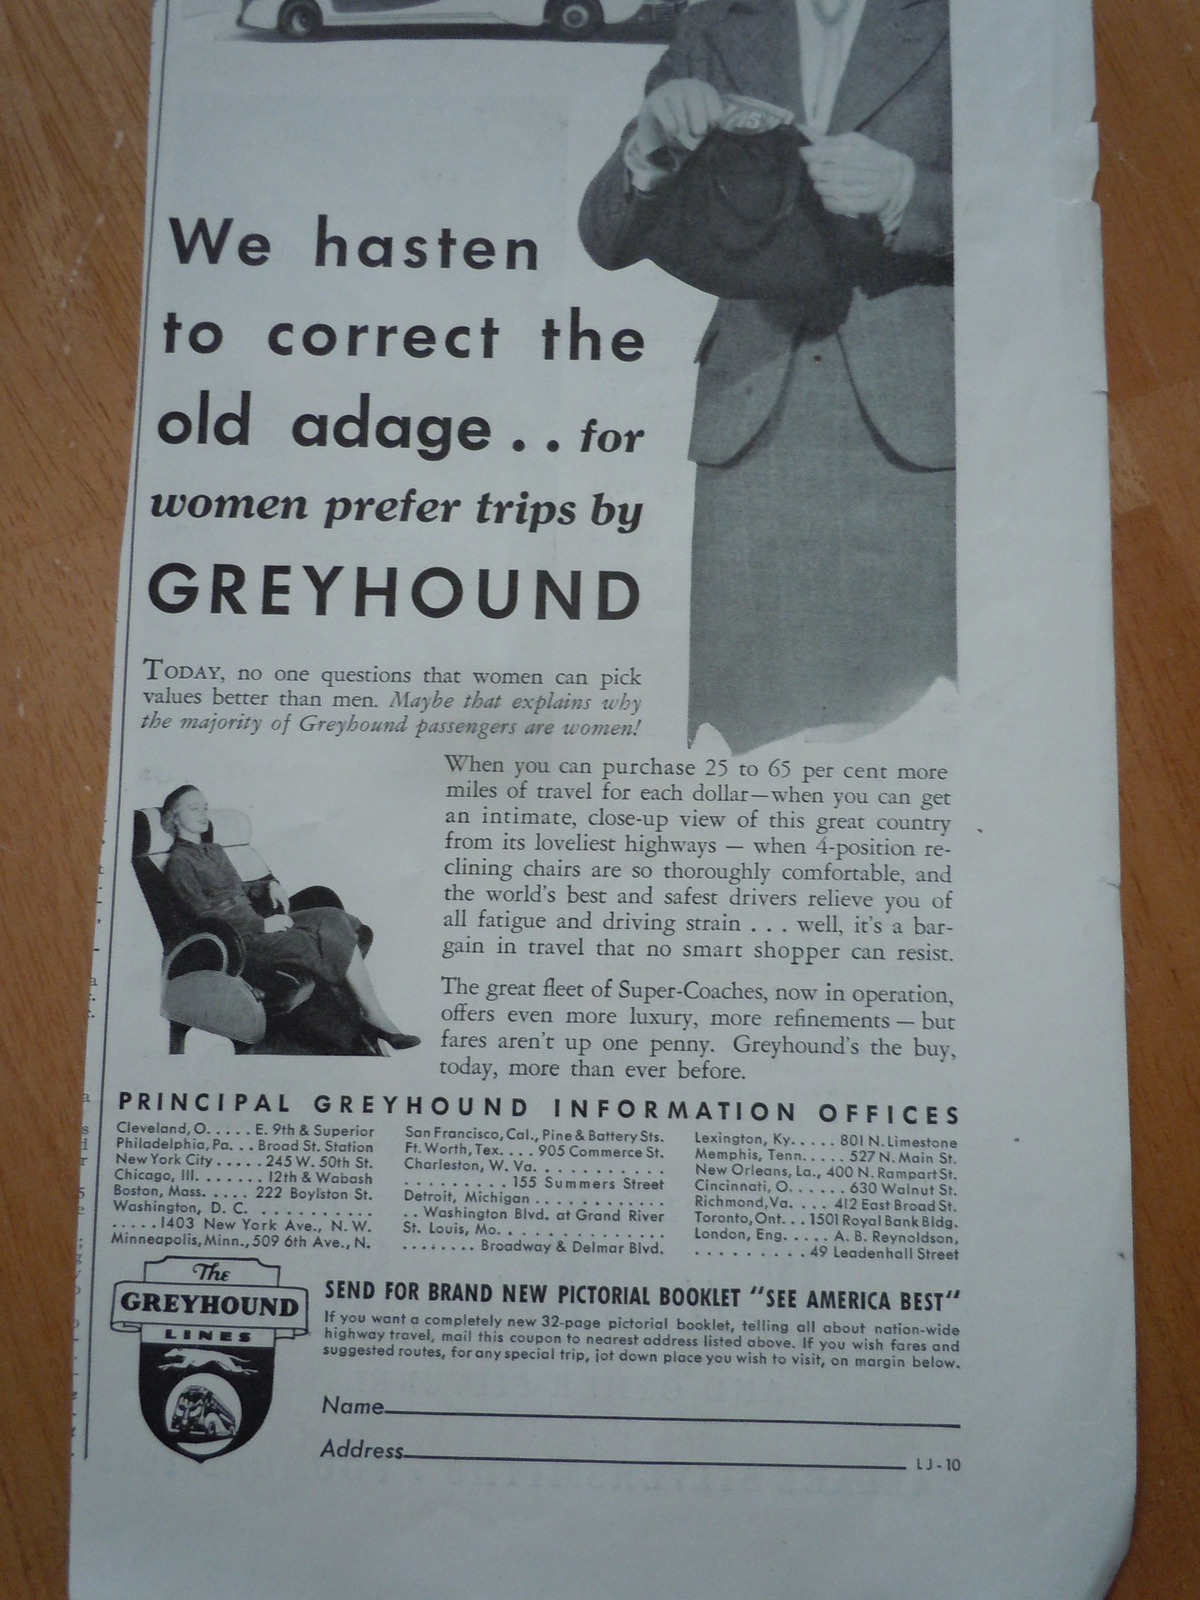 We hasten
to correct the
old adage . . for
women prefer trips by
GREYHOUND
TODAY, no one questions that women can pick
values better than men. Maybe that explains why
the majority of Greyhound passengers are women!
When you can purchase 25 to 65 per cent more
miles of travel for each dollar—when you can get
an intimate, close-up view of this great country
from its loveliest highways — when 4-position re-
clining chairs are so thoroughly comfortable, and
the world's best and safest drivers relieve you of
all fatigue and driving strain . . . well, it's a bar-
gain in travel that no smart shopper can resist.
The great fleet of Super-Coaches, now in operation,
offers even more luxury, more refinements — but
fares aren't up one penny. Greyhound's the buy,
today, more than ever before.
PRINCIPAL GREYHOUND INFORMATION OFFICES
Cleveland, O. . . . . E. 9th & Superior
Philadelphia, Pa. . . Broad St. Station
New York City . . . . . 245 W. 50th St.
Chicago, Ill. . . . . . . 12th & Wabash
Boston, Mass. . . . . 222 Boylston St.
Washington, D. C. . . . . . . . . . . .
. . . . . 1403 New York Ave., N. W.
Minneapolis, Minn., 509 6th Ave., N.
San Francisco, Cal., Pine & Battery Sts.
Ft. Worth, Tex. . . . 905 Commerce St.
Charleston, W. Va. . . . . . . . . . . .
. . . . . . . . . 155 Summers Street
Detroit, Michigan . . . . . . . . . . .
. . Washington Blvd. at Grand River
St. Louis, Mo. . . . . . . . . . . . . .
. . . . . . . . Broadway & Delmar Blvd.
Lexington, Ky. . . . . 801 N. Limestone
Memphis, Tenn. . . . . 527 N. Main St.
New Orleans, La., 400 N. Rampart St.
Cincinnati, O. . . . . . 630 Walnut St.
Richmond, Va. . . . 412 East Broad St.
Toronto, Ont. . . 1501 Royal Bank Bldg.
London, Eng. . . . . A. B. Reynoldson,
. . . . . . . . . 49 Leadenhall Street
The
GREYHOUND
LINES
SEND FOR BRAND NEW PICTORIAL BOOKLET "SEE AMERICA BEST"
If you want a completely new 32-page pictorial booklet, telling all about nation-wide
highway travel, mail this coupon to nearest address listed above. If you wish fares and
suggested routes, for any special trip, jot down place you wish to visit, on margin below.
Name
Address
LJ-10